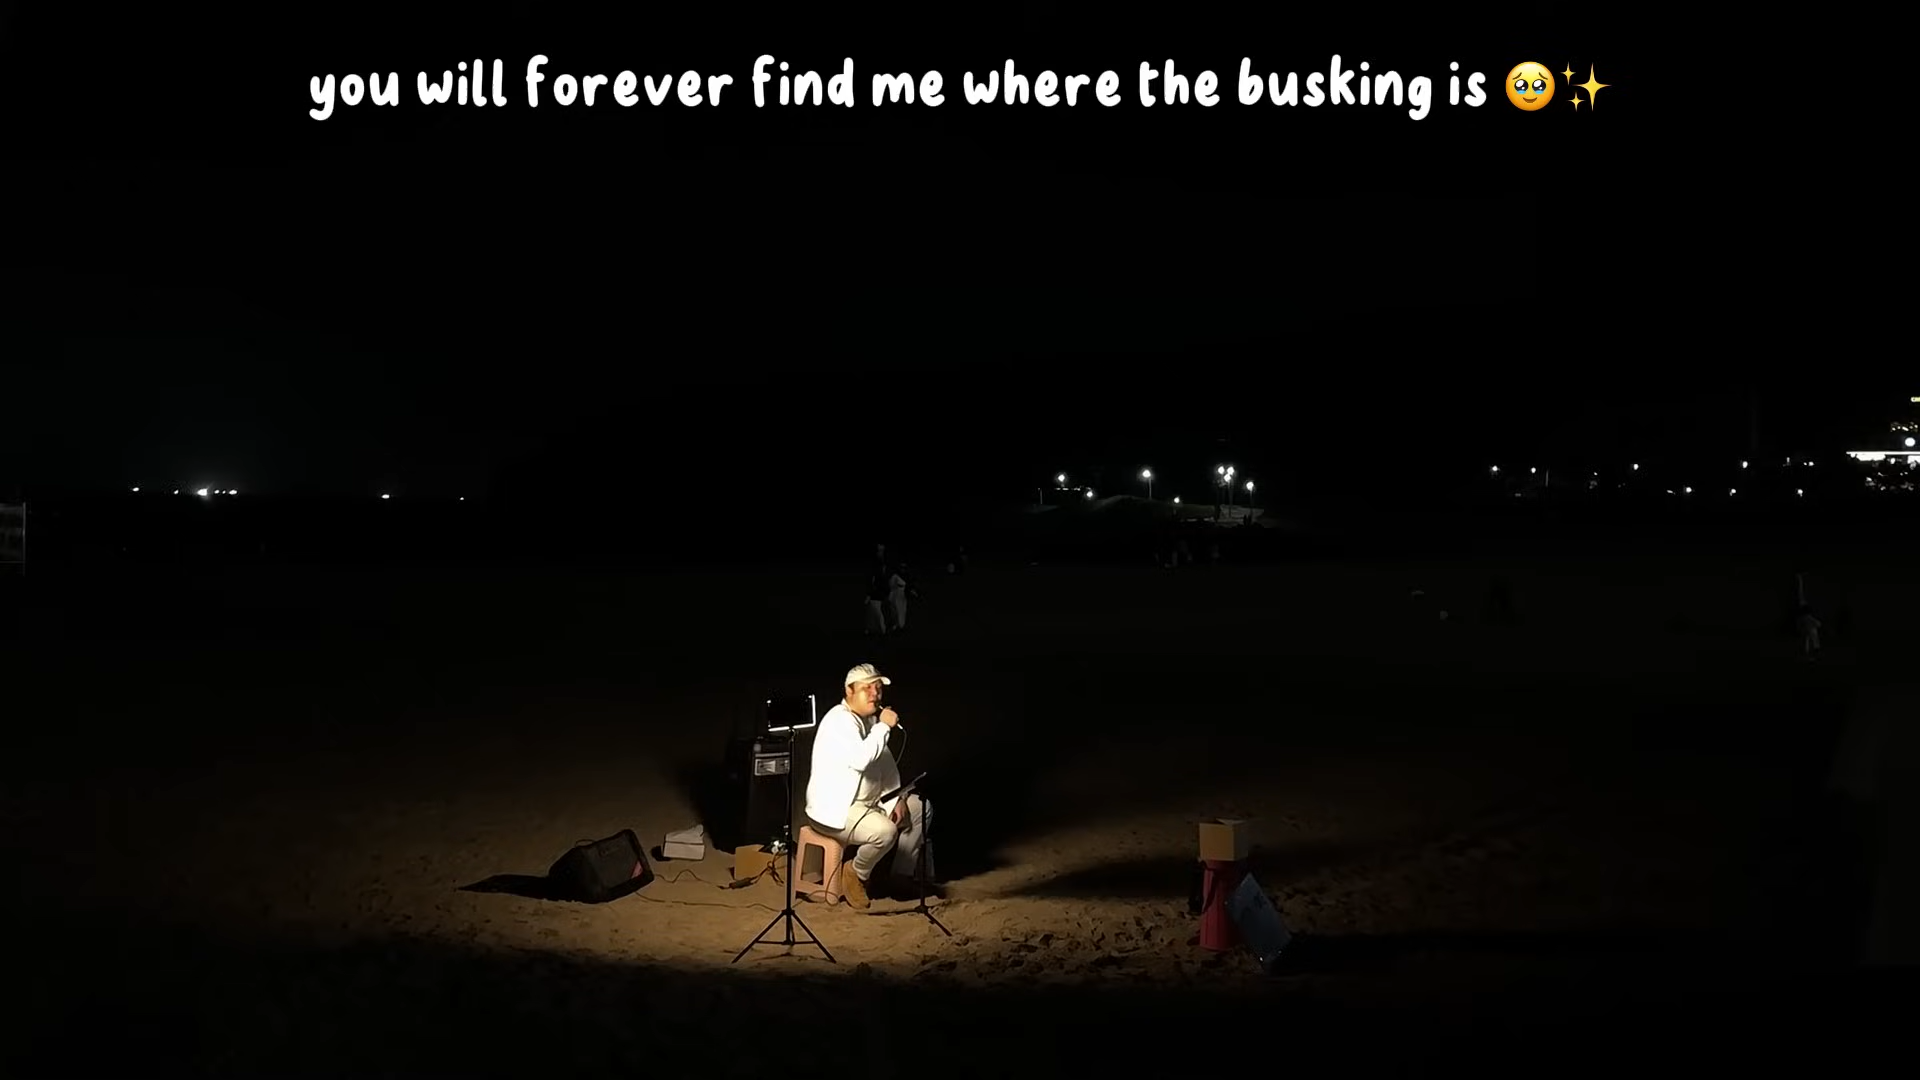 you will forever find me where the busking is 🥹✨